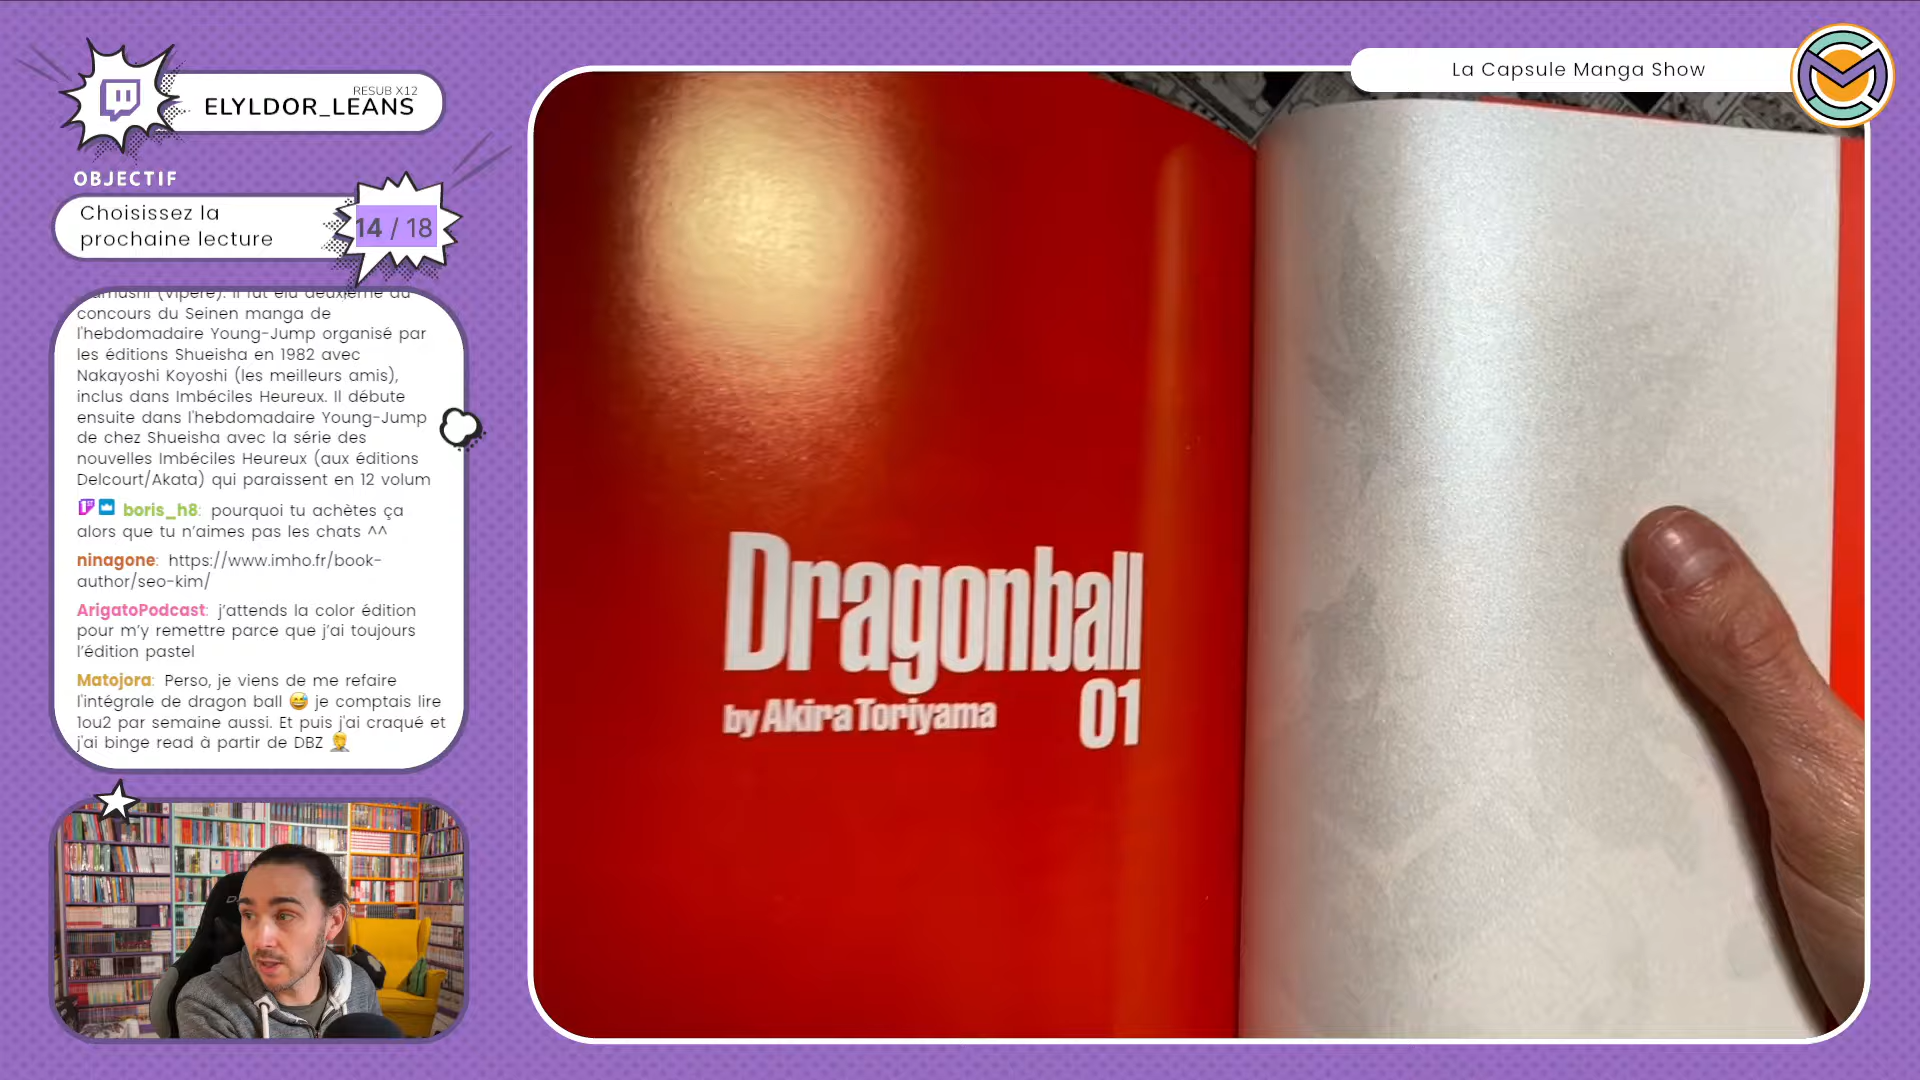 La Capsule Manga Show
RESUB X12
ELYLDOR_LEANS
OBJECTIF
Choisissez la
prochaine lecture
14 / 18
(vipère). Il fut élu deuxième au
concours du Seinen manga de
l'hebdomadaire Young-Jump organisé par
les éditions Shueisha en 1982 avec
Nakayoshi Koyoshi (les meilleurs amis),
inclus dans Imbéciles Heureux. Il débute
ensuite dans l'hebdomadaire Young-Jump
de chez Shueisha avec la série des
nouvelles Imbéciles Heureux (aux éditions
Delcourt/Akata) qui paraissent en 12 volum
boris_h8: pourquoi tu achètes ça
alors que tu n’aimes pas les chats ^^
ninagone: https://www.imho.fr/book-
author/seo-kim/
ArigatoPodcast: j’attends la color édition
pour m’y remettre parce que j’ai toujours
l’édition pastel
Matojora: Perso, je viens de me refaire
l'intégrale de dragon ball 😅 je comptais lire
1ou2 par semaine aussi. Et puis j'ai craqué et
j'ai binge read à partir de DBZ 🤦
Dragonball
by Akira Toriyama
01